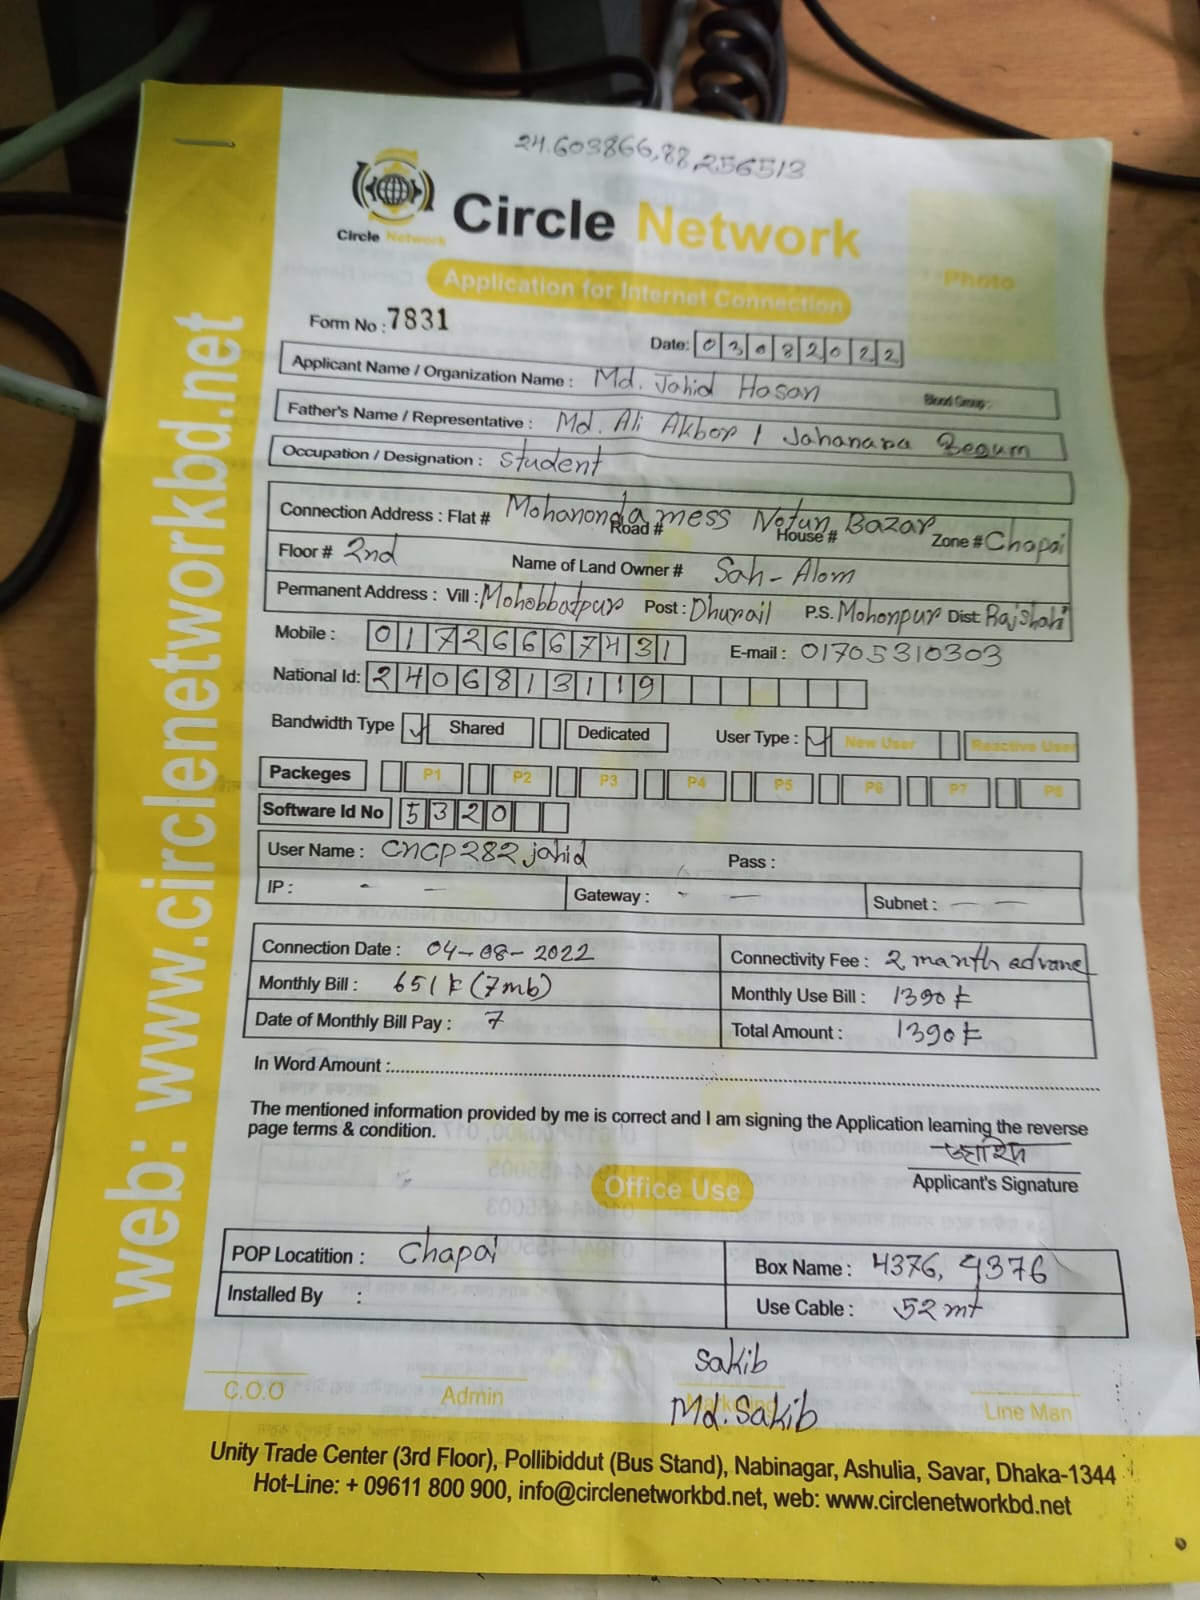 24.603866,88.256513
Circle Network
Circle Network
Application for Internet Connection
Photo
Form No : 7831
Date: 03082022
Applicant Name / Organization Name : Md. Jahid Hasan Blood Group :
Father's Name / Representative : Md. Ali Akbor / Jahanara Begum
Occupation / Designation : Student
Connection Address : Flat # Mohanonda mess Road # Notun Bazar House # Zone # Chapai
Floor # 2nd Name of Land Owner # Sah-Alom
Permanent Address : Vill : Mohobbatpur Post : Dhurail P.S. Mohonpur Dist: Rajshahi
Mobile : 01726667431 E-mail : 01705310303
National Id: 2406813119
Bandwidth Type Shared Dedicated User Type : New User Reactive User
Packeges P1 P2 P3 P4 P5 P6 P7 P8
Software Id No 5320
User Name : CNCP282jahid Pass :
IP : - - Gateway : - - Subnet : - -
Connection Date : 04-08-2022 Connectivity Fee : 2 manth advanc
Monthly Bill : 651 ৳ (7mb) Monthly Use Bill : 1390 ৳
Date of Monthly Bill Pay : 7 Total Amount : 1390 ৳
In Word Amount :
The mentioned information provided by me is correct and I am signing the Application learning the reverse
page terms & condition.
জাহিদ
Applicant's Signature
Office Use
POP Locatition : Chapai Box Name : 4376, 9376
Installed By : Use Cable : 52 mt
Sakib
C.O.O Admin Md. Sakib Line Man
Unity Trade Center (3rd Floor), Pollibiddut (Bus Stand), Nabinagar, Ashulia, Savar, Dhaka-1344
Hot-Line: + 09611 800 900, info@circlenetworkbd.net, web: www.circlenetworkbd.net
web: www.circlenetworkbd.net